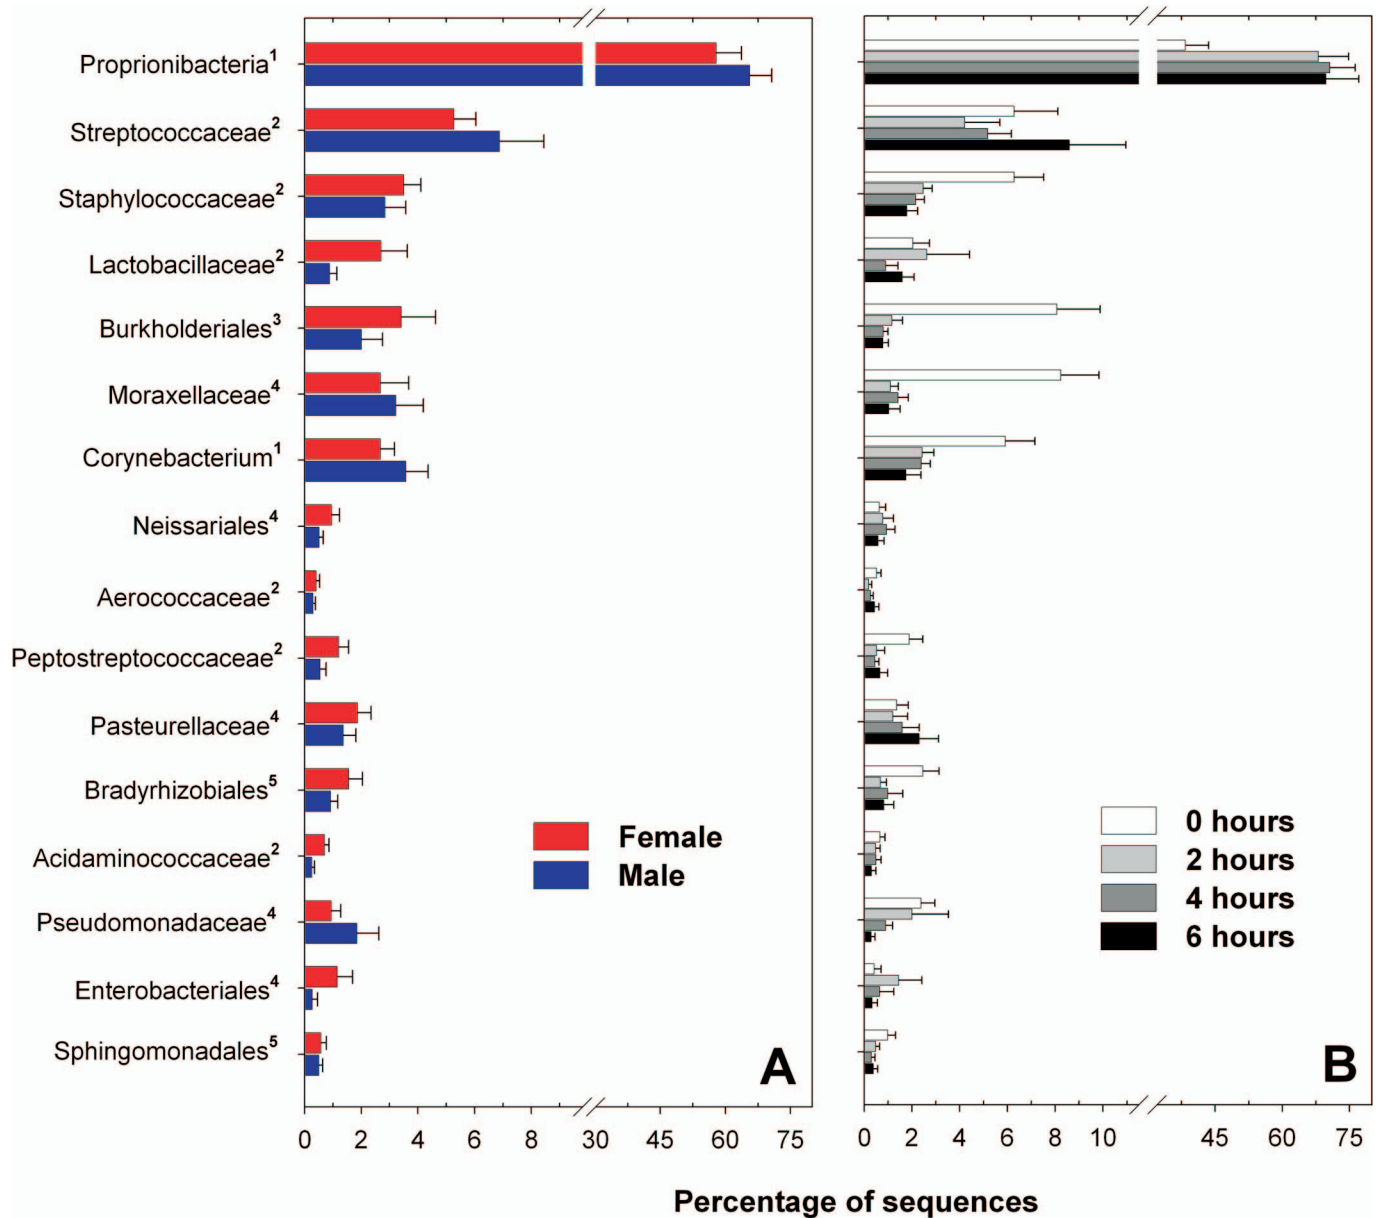 Proprionibacteria¹
Streptococcaceae²
Staphylococcaceae²
Lactobacillaceae²
Burkholderiales³
Moraxellaceae⁴
Corynebacterium¹
Neissariales⁴
Aerococcaceae²
Peptostreptococcaceae²
Pasteurellaceae⁴
Bradyrhizobiales⁵
Acidaminococcaceae²
Pseudomonadaceae⁴
Enterobacteriales⁴
Sphingomonadales⁵
Female
Male
A
0 2 4 6 8 30 45 60 75
0 hours
2 hours
4 hours
6 hours
B
0 2 4 6 8 10 45 60 75
Percentage of sequences